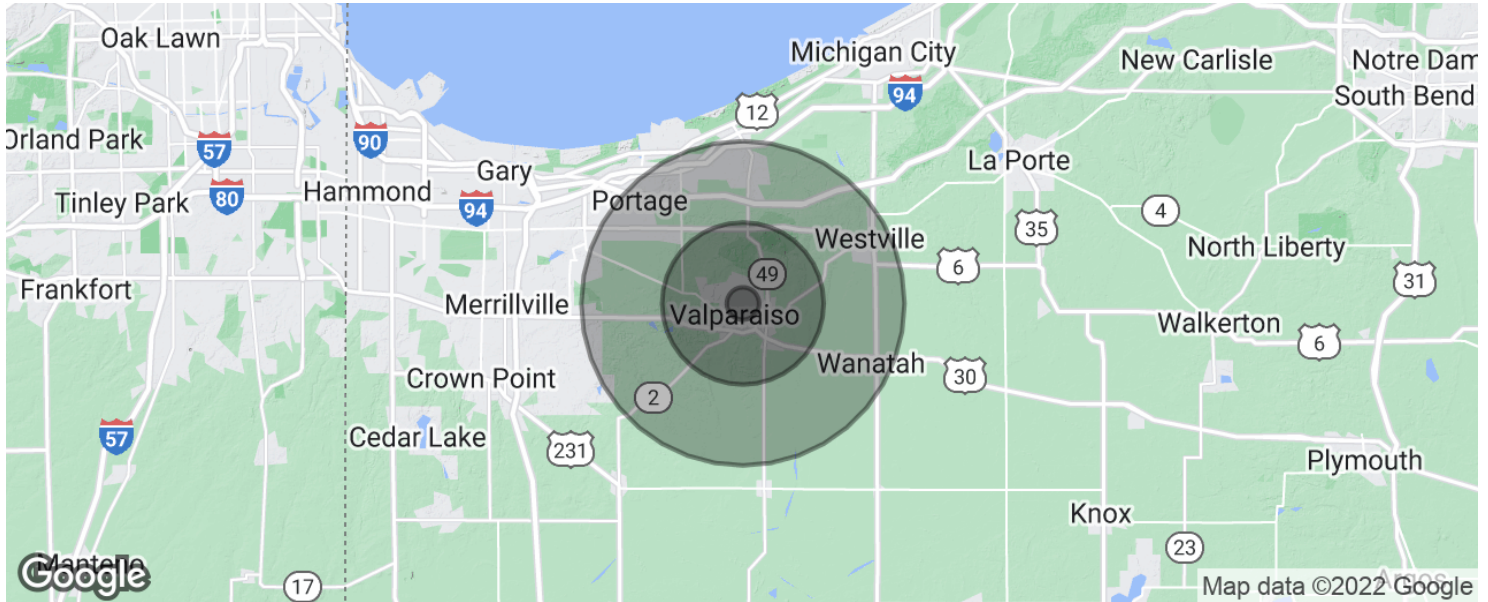 Oak Lawn
Michigan City
New Carlisle
Notre Dam
94
South Bend
12
Orland Park
57
90
Gary
La Porte
Hammond
80
Tinley Park
94
Portage
4
35
Westville
North Liberty
49
6
31
Frankfort
Merrillville
Valparaiso
Walkerton
6
Wanatah
Crown Point
30
2
57
Cedar Lake
231
Plymouth
Knox
23
Manteno
Google
17
Argos
Map data ©2022 Google